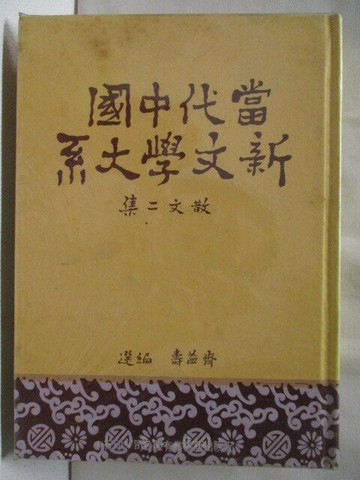 當代中國
新文學大系
散文二集
齊益壽 編選